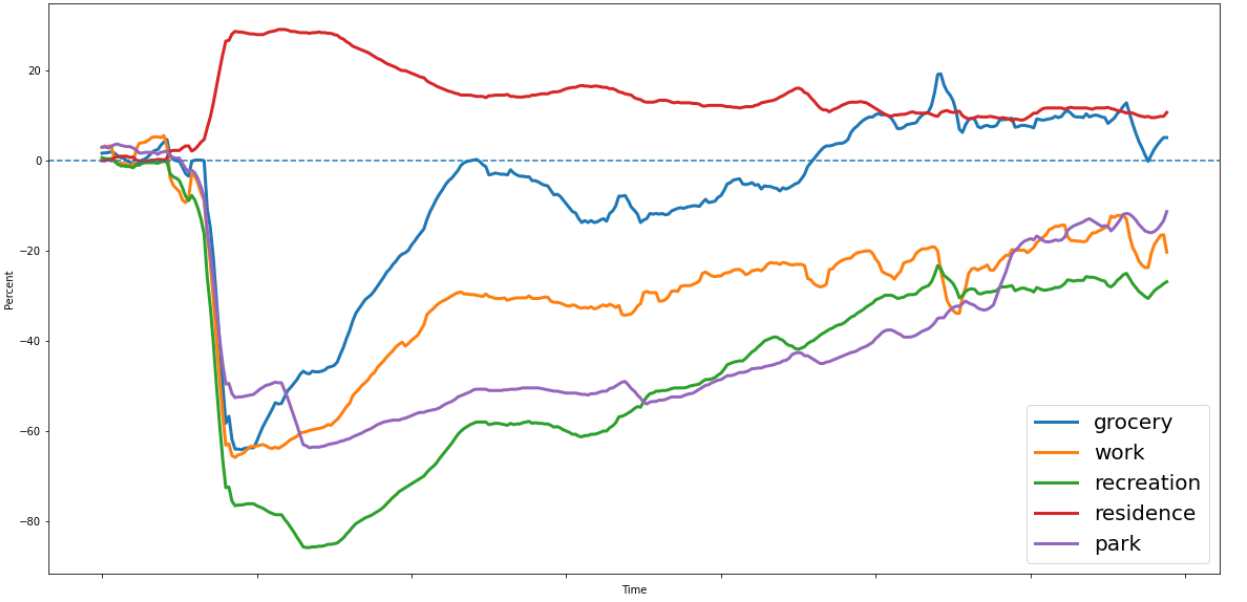 20
0
−20
−40
−60
−80
Percent
Time
grocery
work
recreation
residence
park